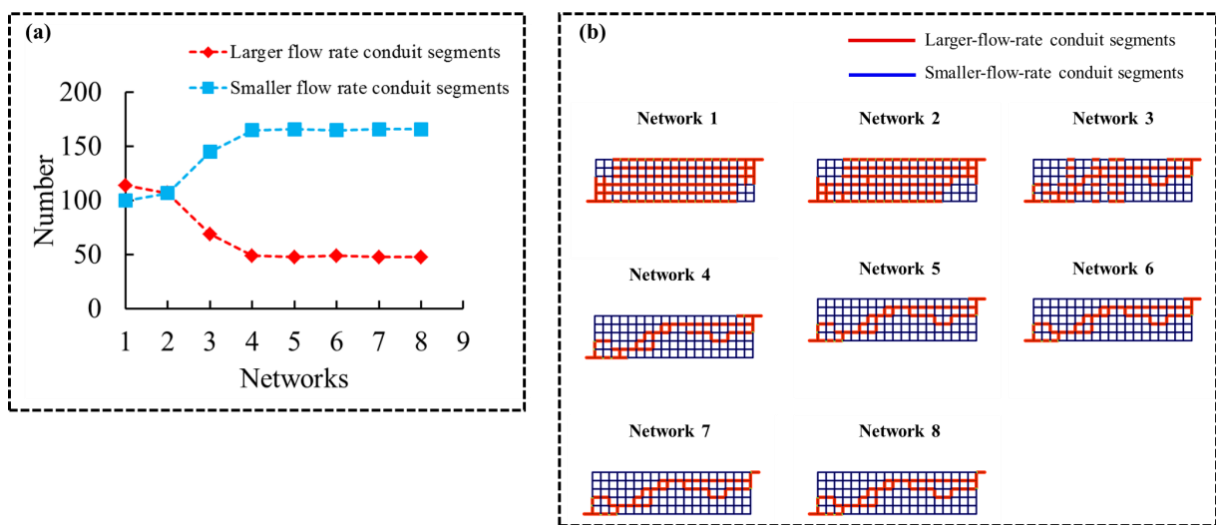 (a)
Larger flow rate conduit segments
Smaller flow rate conduit segments
200
150
100
50
0
Number
1 2 3 4 5 6 7 8 9
Networks
(b)
Larger-flow-rate conduit segments
Smaller-flow-rate conduit segments
Network 1 Network 2 Network 3
Network 4 Network 5 Network 6
Network 7 Network 8